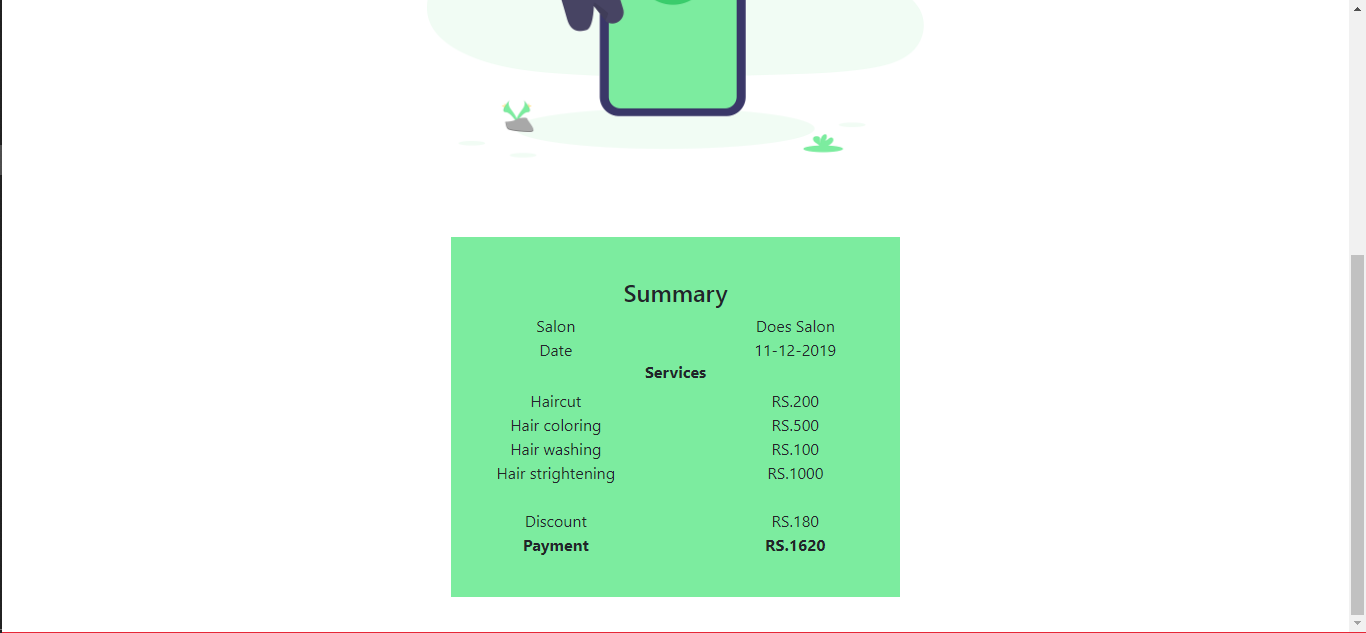 Summary
Salon Does Salon
Date 11-12-2019
Services
Haircut RS.200
Hair coloring RS.500
Hair washing RS.100
Hair strightening RS.1000
Discount RS.180
Payment RS.1620